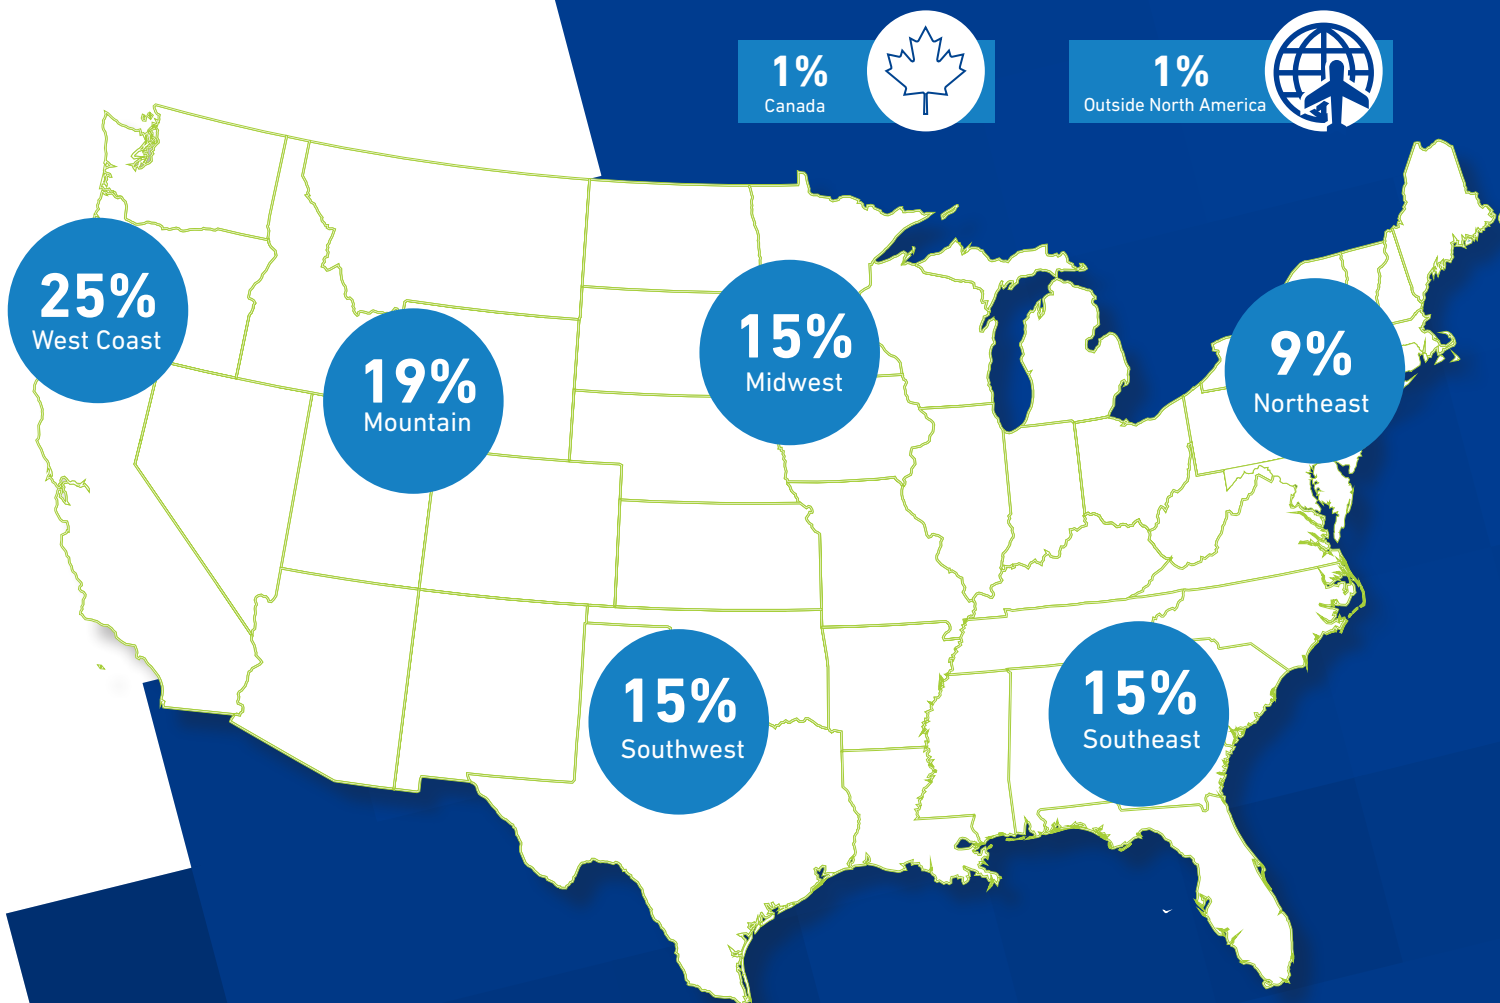 1%
Canada
1%
Outside North America
25%
West Coast
19%
Mountain
15%
Midwest
9%
Northeast
15%
Southwest
15%
Southeast